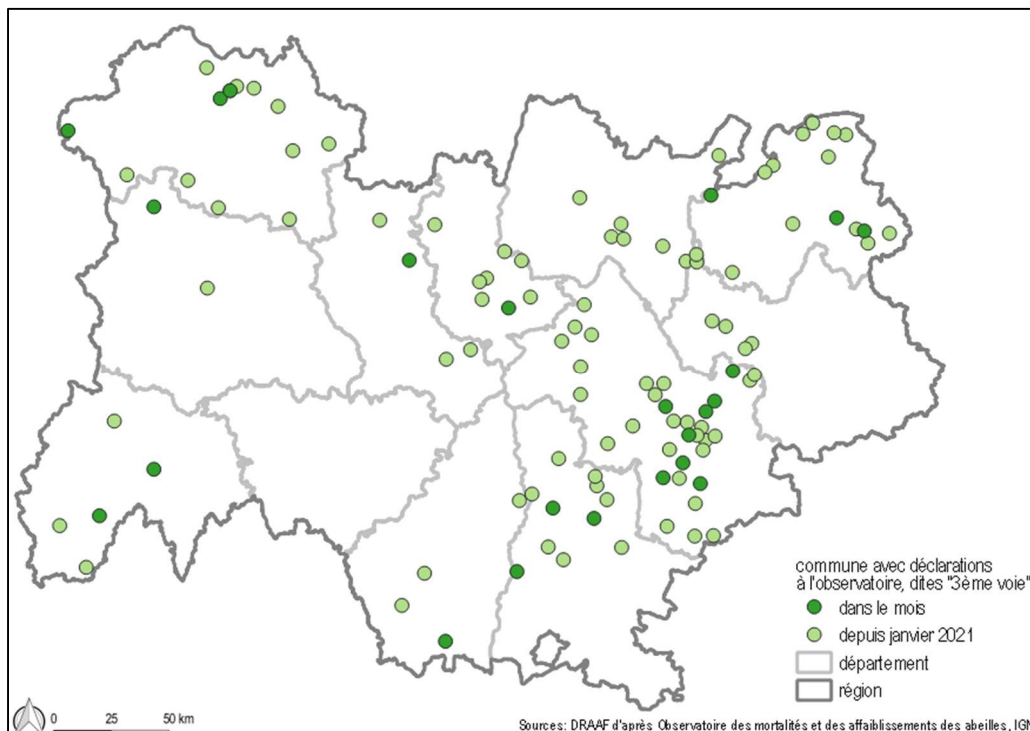 commune avec déclarations
à l'observatoire, dites "3ème voie"
dans le mois
depuis janvier 2021
département
région
0 25 50 km
Sources: DRAAF d'après Observatoire des mortalités et des affaiblissements des abeilles, IGN